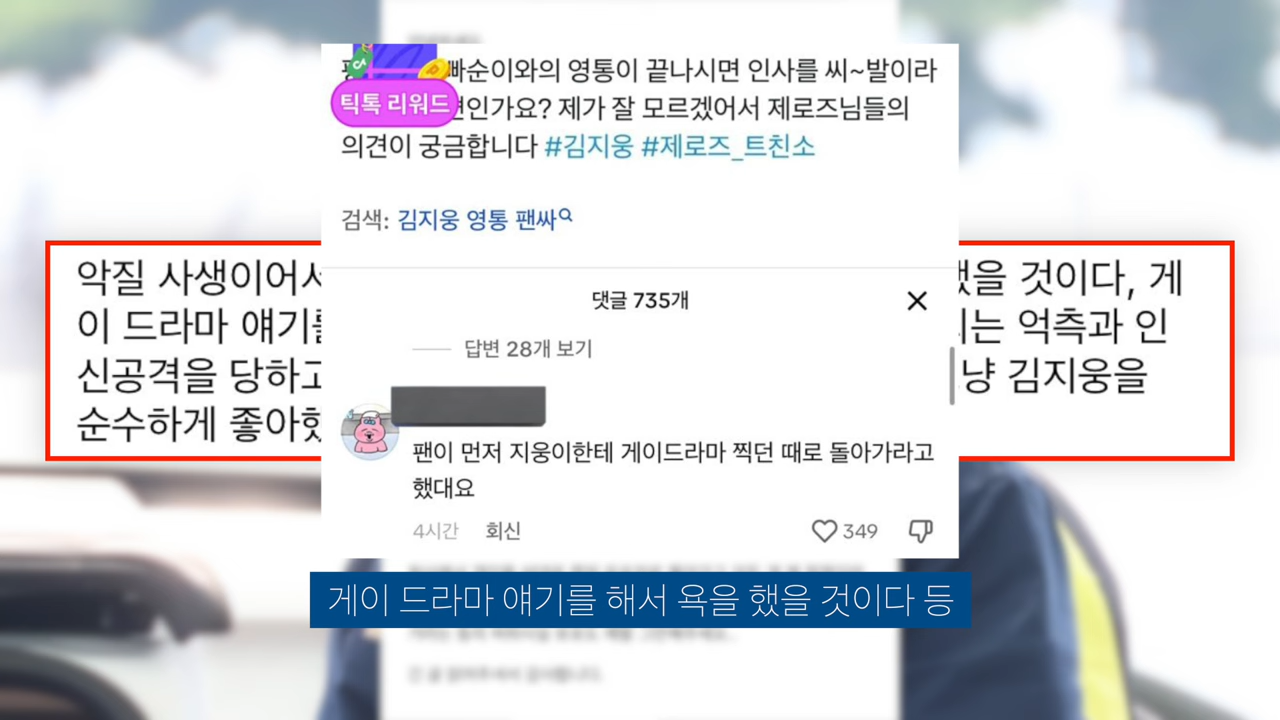 빠순이와의 영통이 끝나시면 인사를 씨~발이라
틱톡 리워드
인가요? 제가 잘 모르겠어서 제로즈님들의
의견이 궁금합니다 #김지웅 #제로즈_트친소
검색: 김지웅 영통 팬싸
댓글 735개
답변 28개 보기
팬이 먼저 지웅이한테 게이드라마 찍던 때로 돌아가라고
했대요
4시간 회신
349
악질 사생이어서
했을 것이다, 게
이 드라마 얘기를
되는 억측과 인
신공격을 당하고
그냥 김지웅을
순수하게 좋아했
게이 드라마 얘기를 해서 욕을 했을 것이다 등